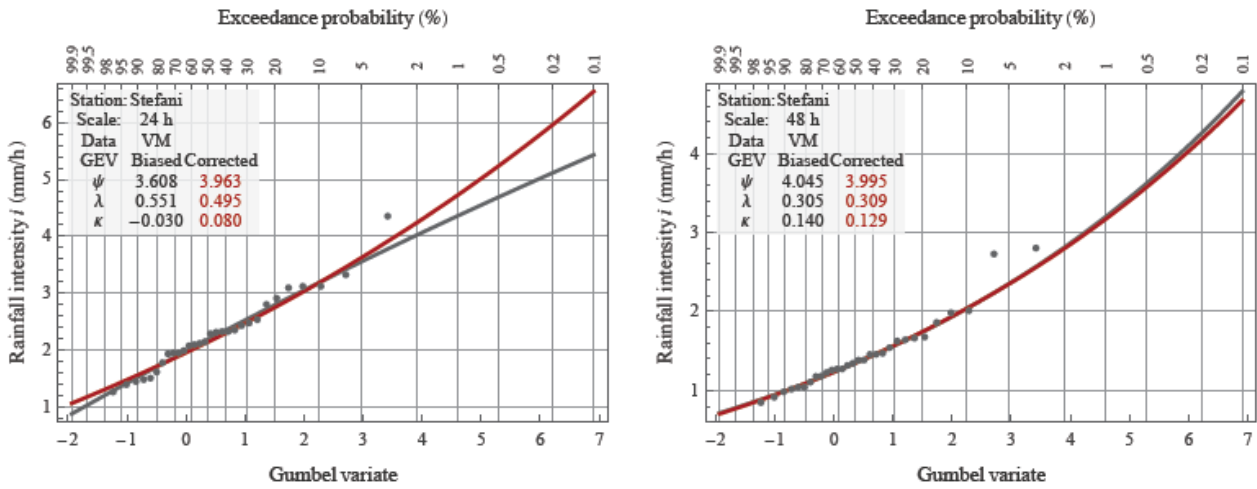 Exceedance probability (%)
99.9 99.5 98 95 90 80 70 60 50 40 30 20 10 5 2 1 0.5 0.2 0.1
Rainfall intensity i (mm/h)
6
5
4
3
2
1
Station: Stefani
Scale: 24 h
Data VM
GEV Biased Corrected
ψ 3.608 3.963
λ 0.551 0.495
κ −0.030 0.080
−2 −1 0 1 2 3 4 5 6 7
Gumbel variate
Exceedance probability (%)
99.9 99.5 98 95 90 80 70 60 50 40 30 20 10 5 2 1 0.5 0.2 0.1
Rainfall intensity i (mm/h)
4
3
2
1
Station: Stefani
Scale: 48 h
Data VM
GEV Biased Corrected
ψ 4.045 3.995
λ 0.305 0.309
κ 0.140 0.129
−2 −1 0 1 2 3 4 5 6 7
Gumbel variate